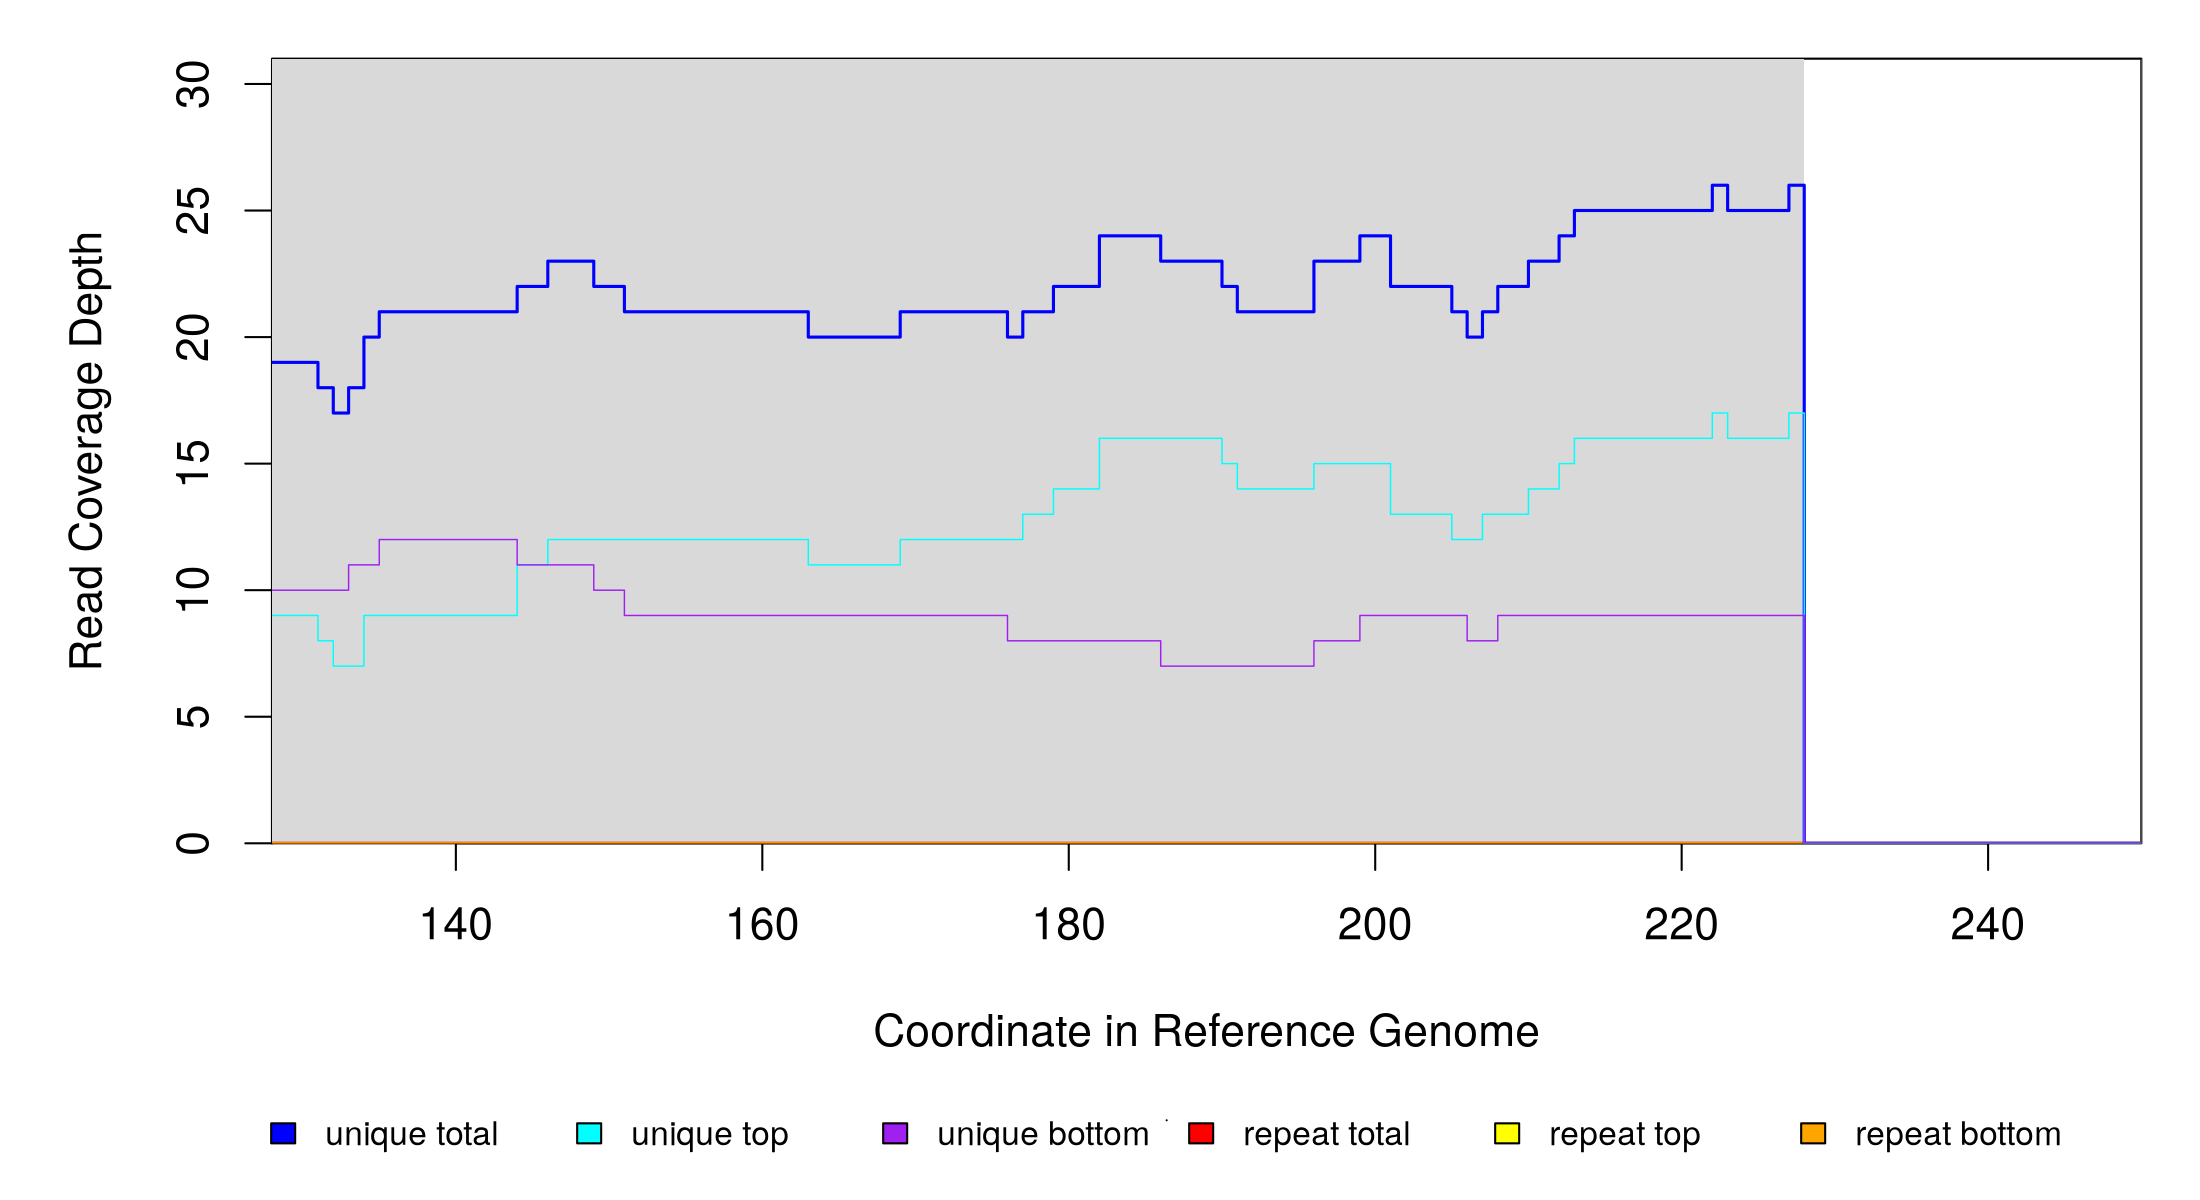 Read Coverage Depth
30
25
20
15
10
5
0
140 160 180 200 220 240
Coordinate in Reference Genome
unique total unique top unique bottom repeat total repeat top repeat bottom